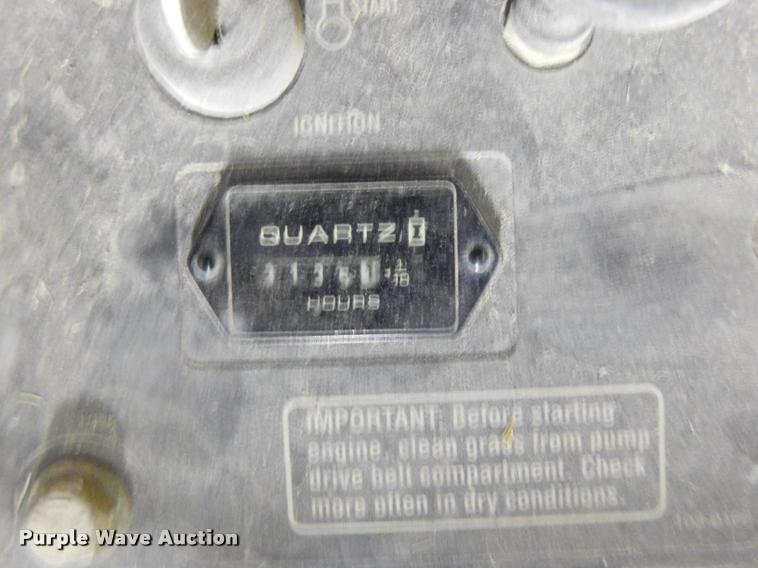 START
IGNITION
QUARTZ
1/10
HOURS
IMPORTANT: Before starting
engine, clean grass from pump
drive belt compartment. Check
more often in dry conditions.
Purple Wave Auction